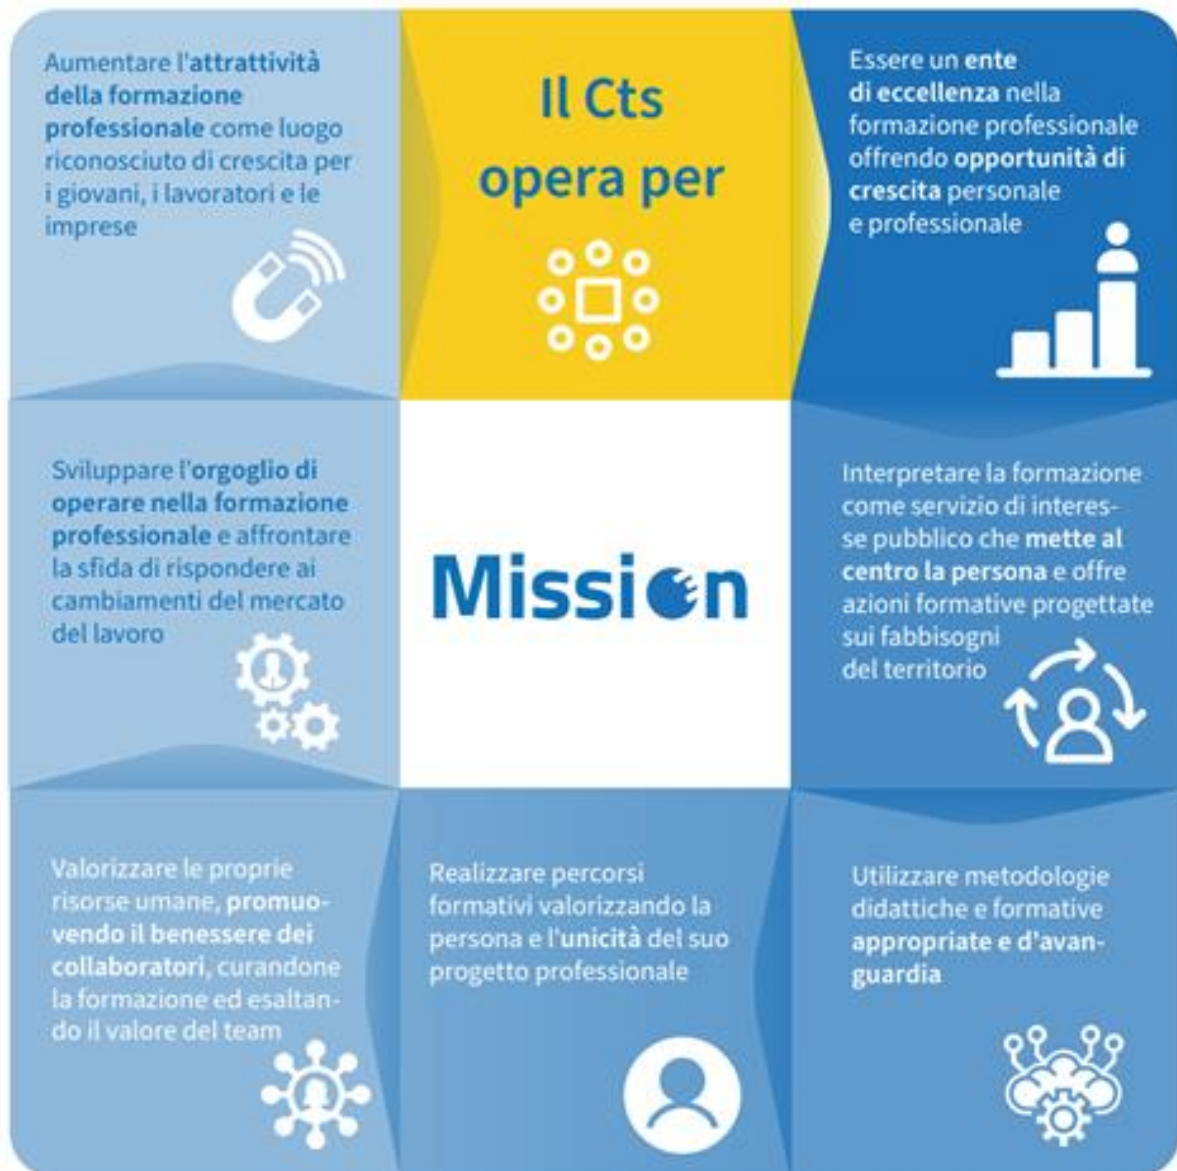 Il Cts
opera per
Essere un ente
di eccellenza nella
formazione professionale
offrendo opportunità di
crescita personale
e professionale
Interpretare la formazione
come servizio di interes-
se pubblico che mette al
centro la persona e offre
azioni formative progettate
sui fabbisogni
del territorio
Utilizzare metodologie
didattiche e formative
appropriate e d'avan-
guardia
Realizzare percorsi
formativi valorizzando la
persona e l'unicità del suo
progetto professionale
Valorizzare le proprie
risorse umane, promuo-
vendo il benessere dei
collaboratori, curandone
la formazione ed esaltan-
do il valore del team
Sviluppare l'orgoglio di
operare nella formazione
professionale e affrontare
la sfida di rispondere ai
cambiamenti del mercato
del lavoro
Aumentare l'attrattività
della formazione
professionale come luogo
riconosciuto di crescita per
i giovani, i lavoratori e le
imprese
Mission